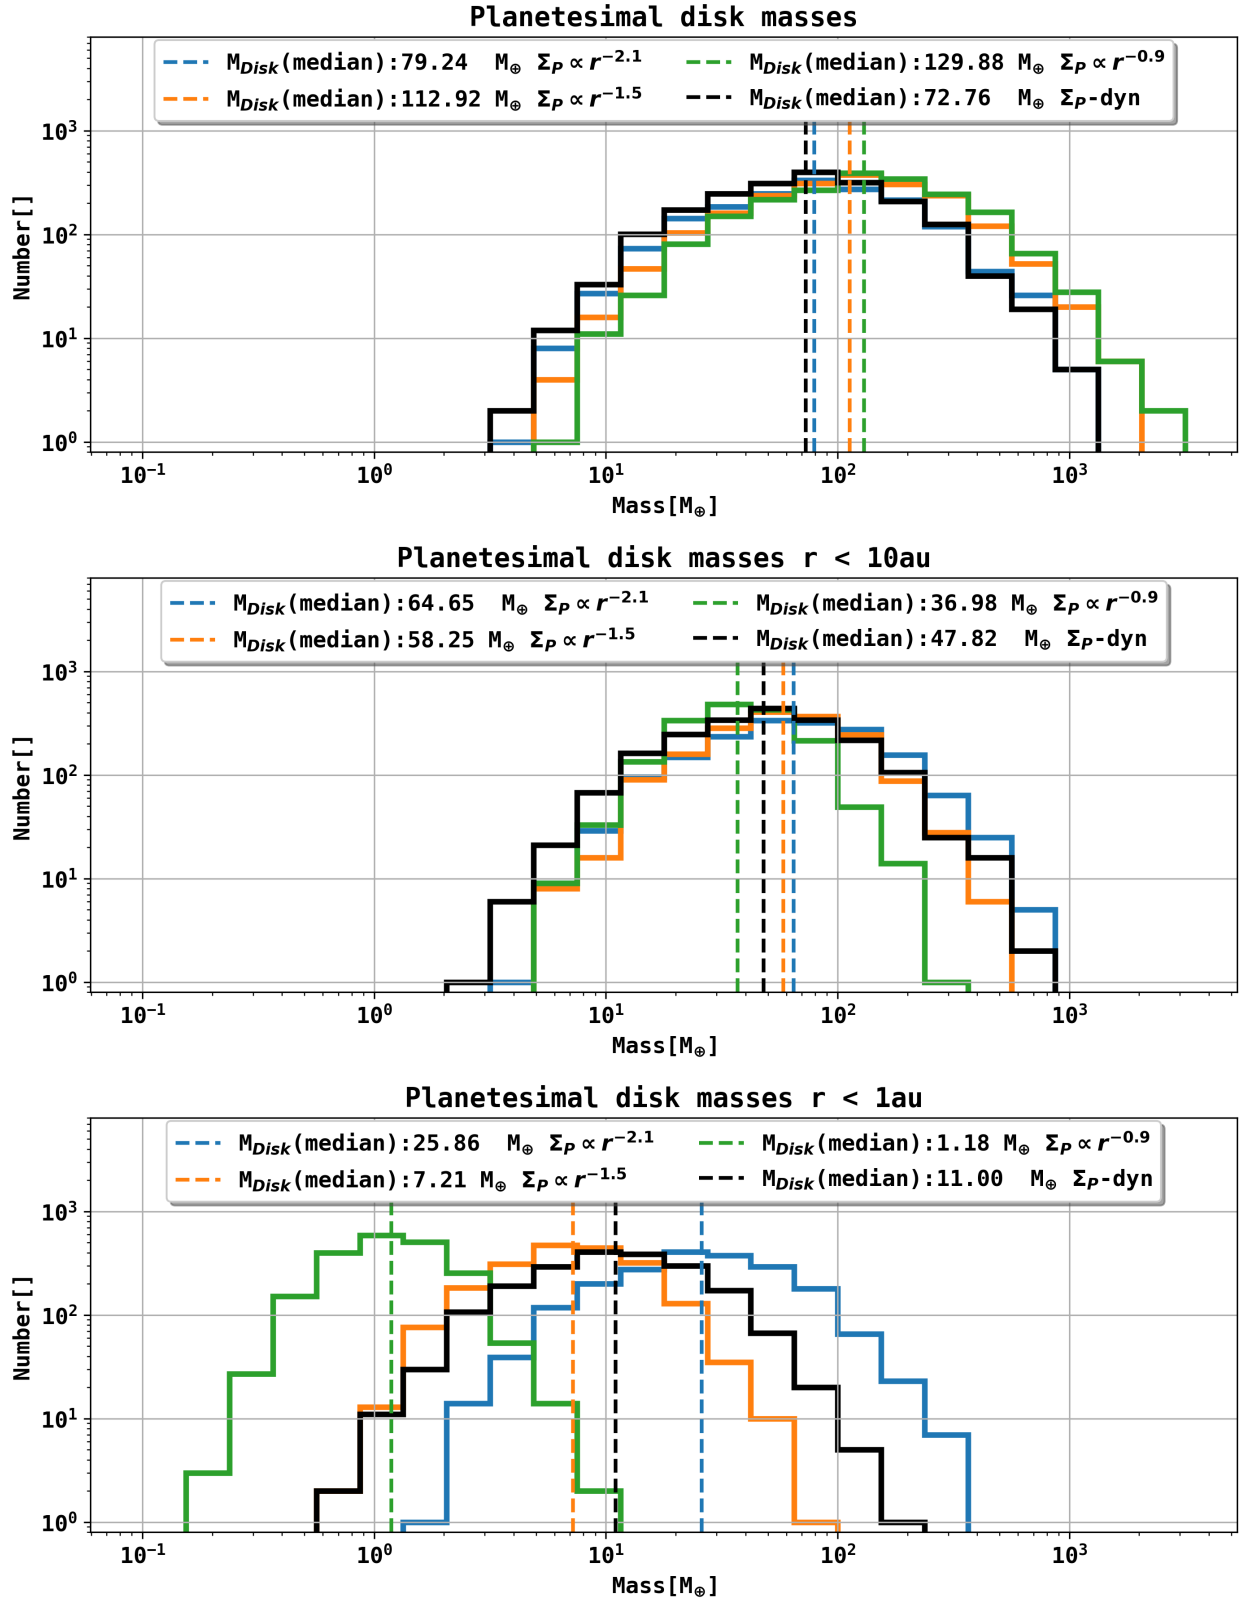 Planetesimal disk masses
M_Disk(median):79.24 M⊕ Σ_P ∝ r^−2.1 M_Disk(median):129.88 M⊕ Σ_P ∝ r^−0.9
M_Disk(median):112.92 M⊕ Σ_P ∝ r^−1.5 M_Disk(median):72.76 M⊕ Σ_P-dyn
Number[]
10^3
10^2
10^1
10^0
10^−1 10^0 10^1 10^2 10^3
Mass[M⊕]
Planetesimal disk masses r < 10au
M_Disk(median):64.65 M⊕ Σ_P ∝ r^−2.1 M_Disk(median):36.98 M⊕ Σ_P ∝ r^−0.9
M_Disk(median):58.25 M⊕ Σ_P ∝ r^−1.5 M_Disk(median):47.82 M⊕ Σ_P-dyn
Number[]
10^3
10^2
10^1
10^0
10^−1 10^0 10^1 10^2 10^3
Mass[M⊕]
Planetesimal disk masses r < 1au
M_Disk(median):25.86 M⊕ Σ_P ∝ r^−2.1 M_Disk(median):1.18 M⊕ Σ_P ∝ r^−0.9
M_Disk(median):7.21 M⊕ Σ_P ∝ r^−1.5 M_Disk(median):11.00 M⊕ Σ_P-dyn
Number[]
10^3
10^2
10^1
10^0
10^−1 10^0 10^1 10^2 10^3
Mass[M⊕]